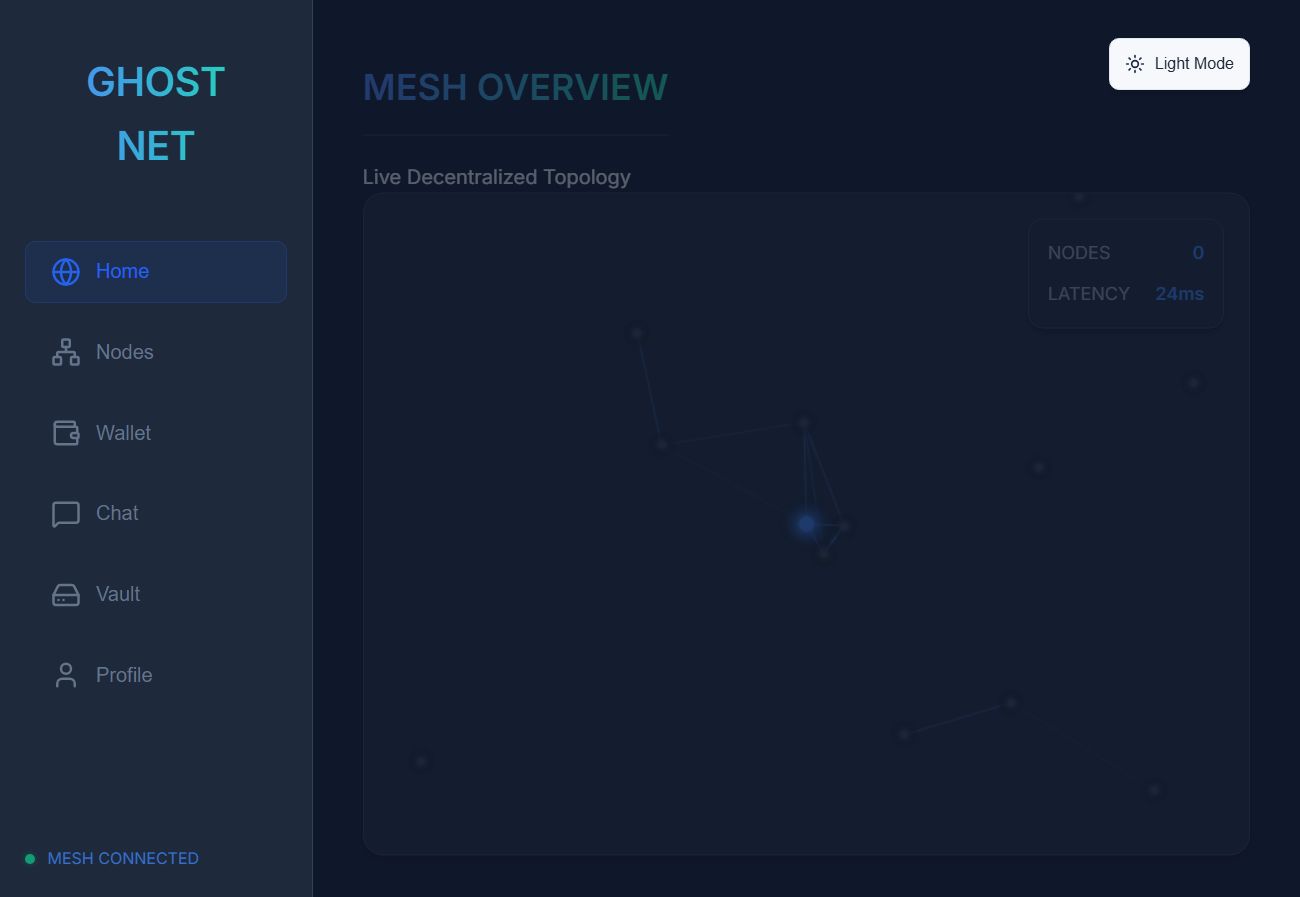 GHOST
NET
Home
Nodes
Wallet
Chat
Vault
Profile
MESH CONNECTED
MESH OVERVIEW
Light Mode
Live Decentralized Topology
NODES 0
LATENCY 24ms